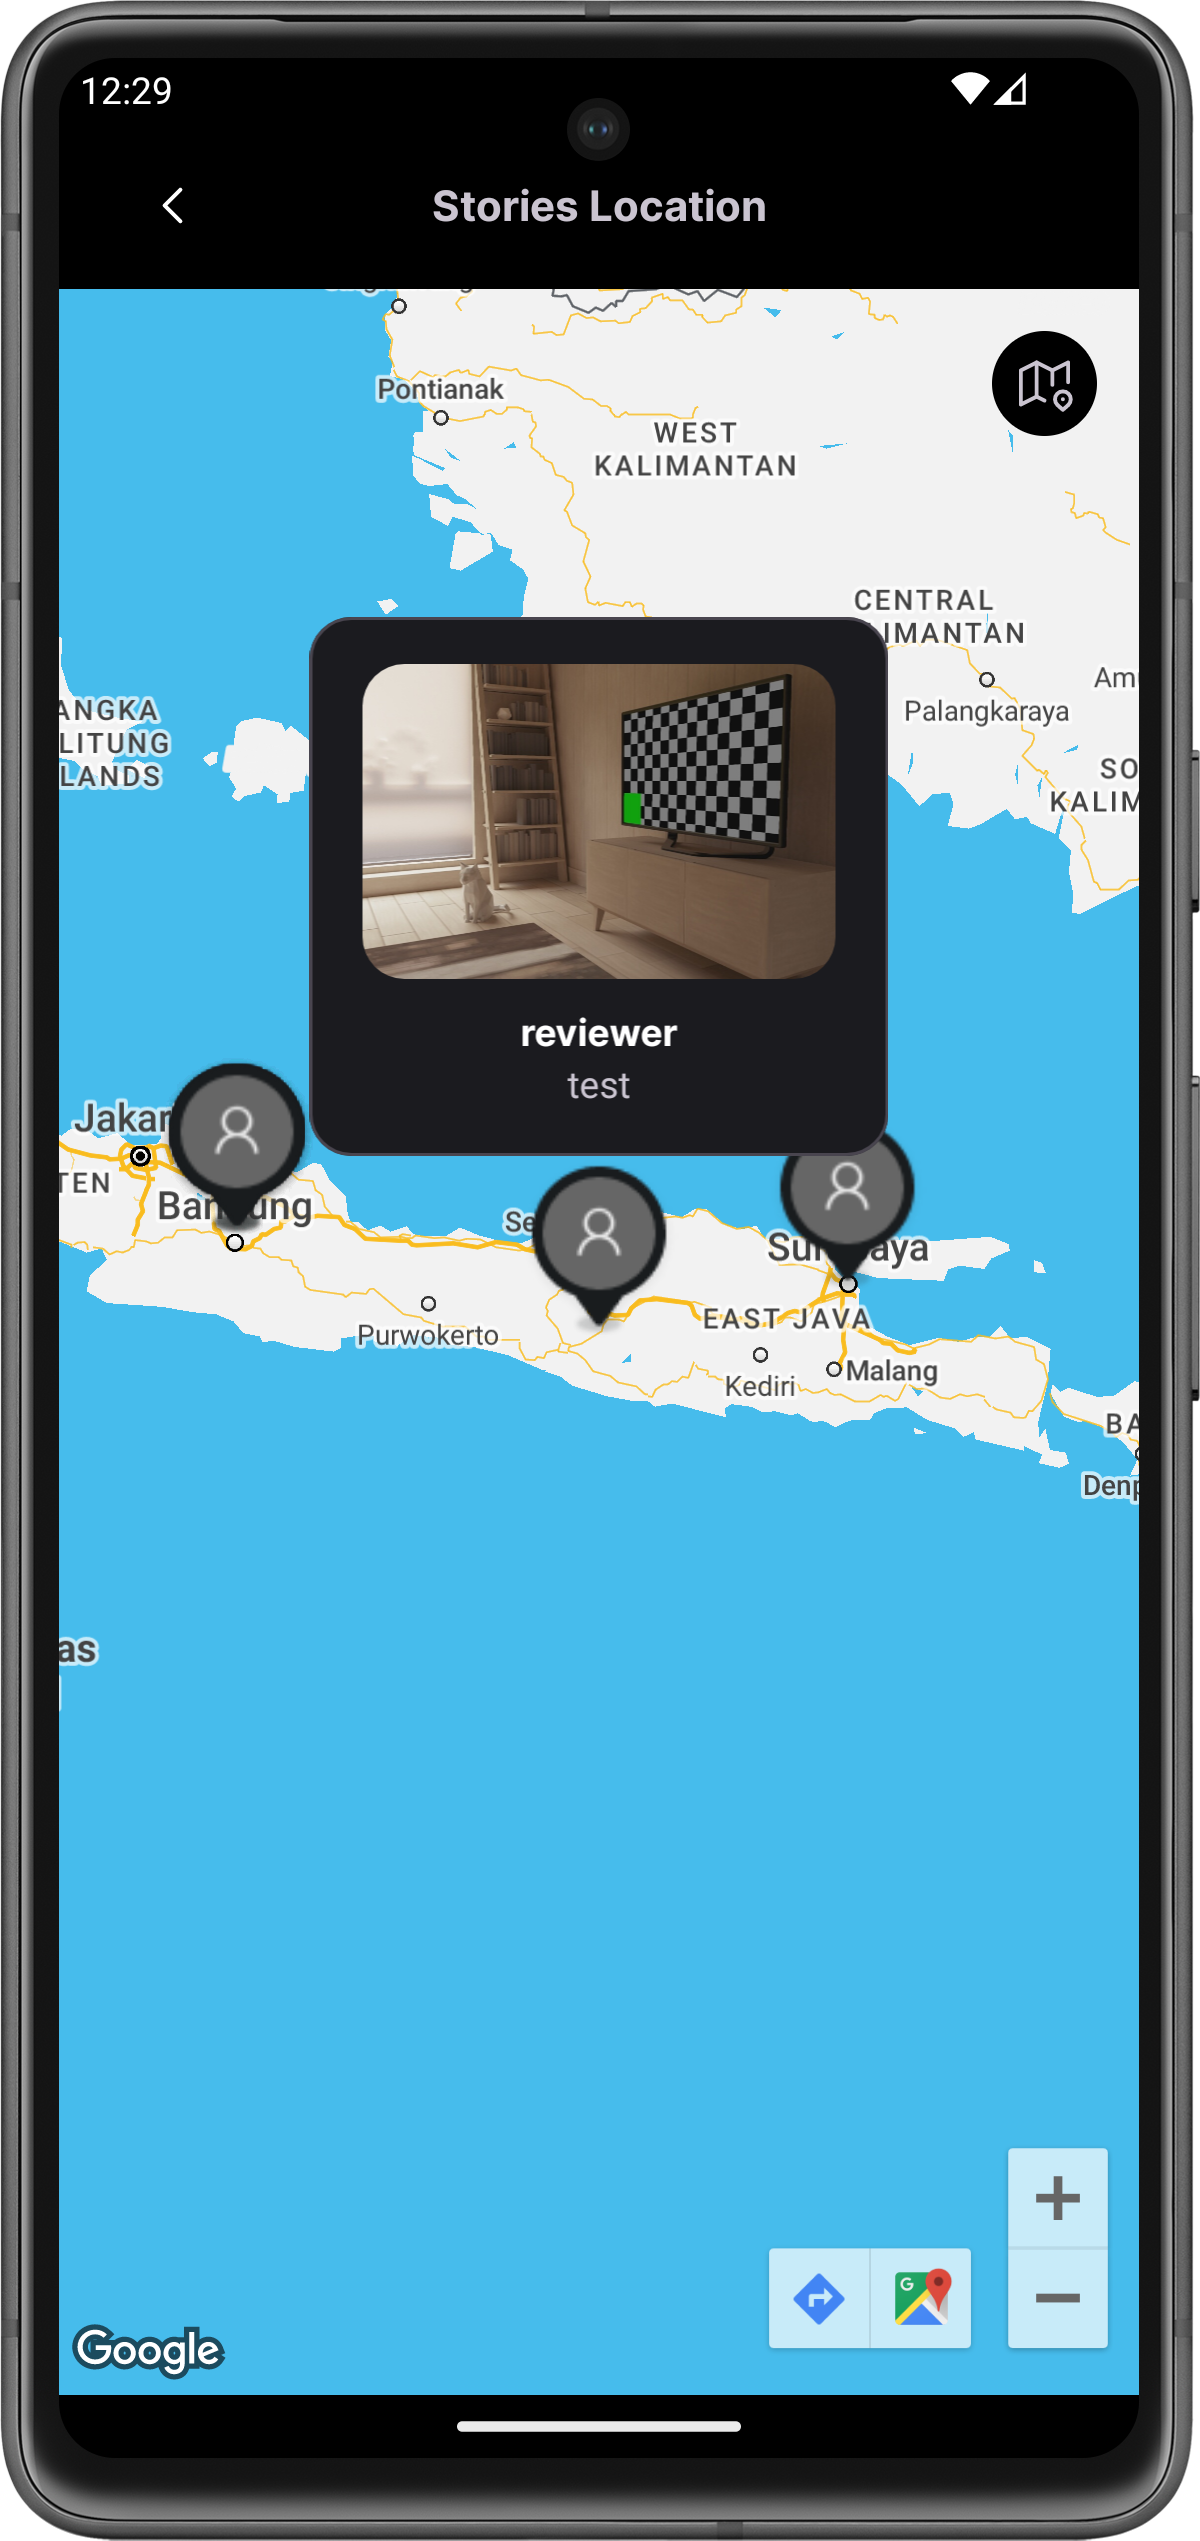 12:29
Stories Location
Pontianak
WEST
KALIMANTAN
CENTRAL
IMANTAN
Palangkaraya
Am
ANGKA
LITUNG
LANDS
SO
KALIM
reviewer
test
Jakar
TEN
Ban ung
Se
Su aya
EAST JAVA
Purwokerto
Kediri
Malang
BA
Denp
as
G
Google